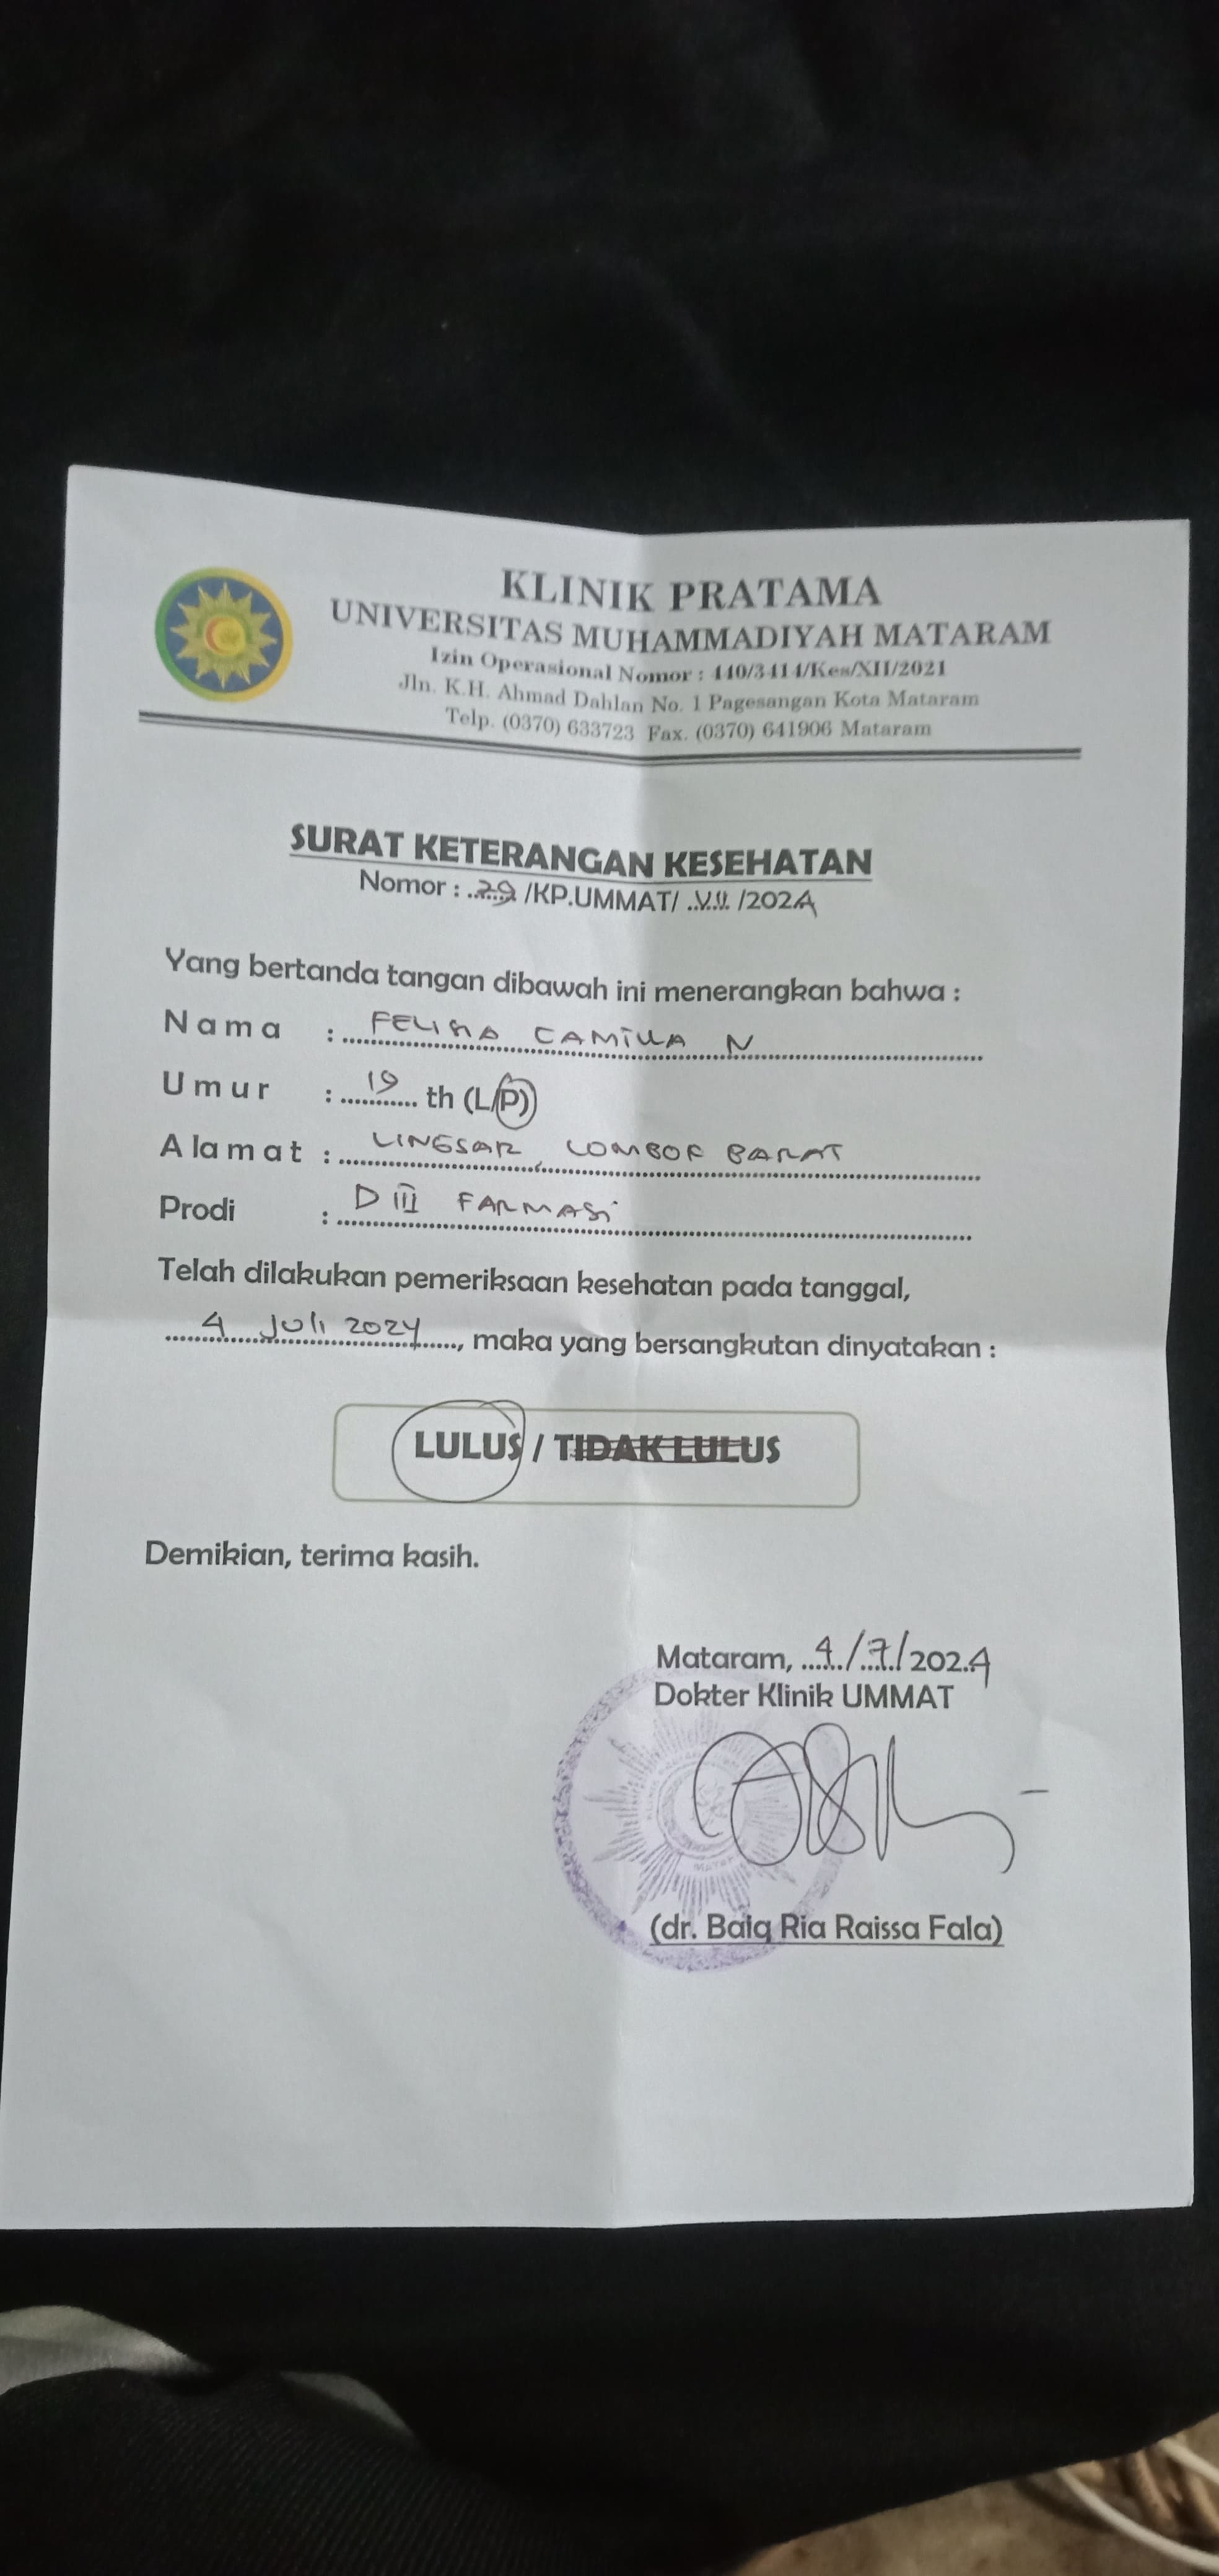 KLINIK PRATAMA
UNIVERSITAS MUHAMMADIYAH MATARAM
Izin Operasional Nomor : 440/3414/Kes/XII/2021
Jln. K.H. Ahmad Dahlan No. 1 Pagesangan Kota Mataram
Telp. (0370) 633723 Fax. (0370) 641906 Mataram
SURAT KETERANGAN KESEHATAN
Nomor : 29 /KP.UMMAT/ VII /2024
Yang bertanda tangan dibawah ini menerangkan bahwa :
Nama : CAMILLA N
Umur : 19 th (L/P)
Alamat : LINGSAR, LOMBOK BARAT
Prodi : D III FARMASI
Telah dilakukan pemeriksaan kesehatan pada tanggal,
4 Juli 2024, maka yang bersangkutan dinyatakan :
LULUS / TIDAK LULUS
Demikian, terima kasih.
Mataram, 4/7/2024
Dokter Klinik UMMAT
(dr. Baiq Ria Raissa Fala)